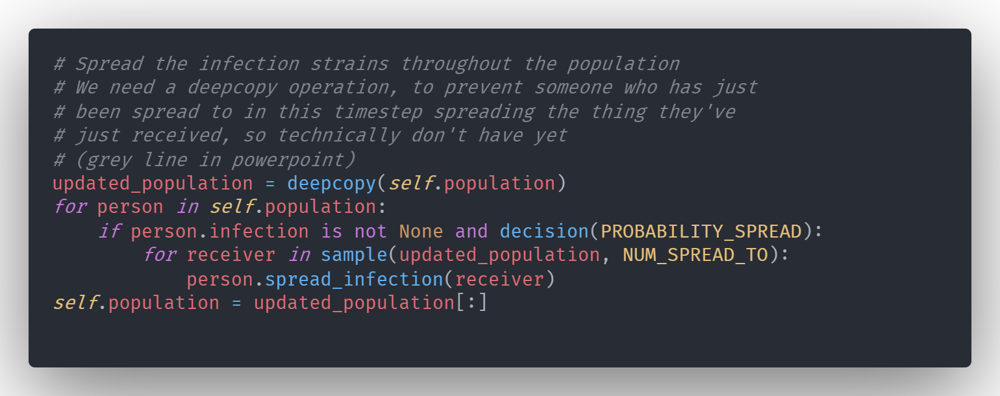 # Spread the infection strains throughout the population
# We need a deepcopy operation, to prevent someone who has just
# been spread to in this timestep spreading the thing they've
# just received, so technically don't have yet
# (grey line in powerpoint)
updated_population = deepcopy(self.population)
for person in self.population:
    if person.infection is not None and decision(PROBABILITY_SPREAD):
        for receiver in sample(updated_population, NUM_SPREAD_TO):
            person.spread_infection(receiver)
self.population = updated_population[:]